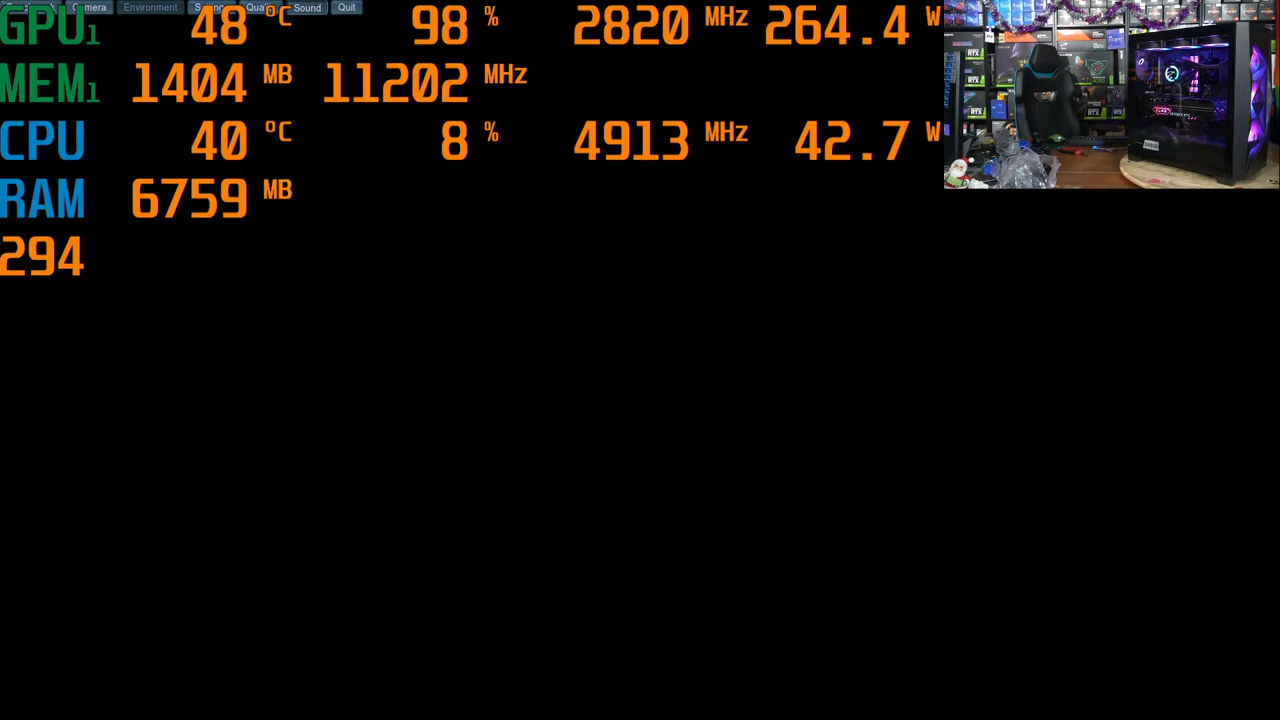 Camera Environment Sound Quit
GPU1 48 °C 98 % 2820 MHz 264.4 W
MEM1 1404 MB 11202 MHz
CPU 40 °C 8 % 4913 MHz 42.7 W
RAM 6759 MB
294